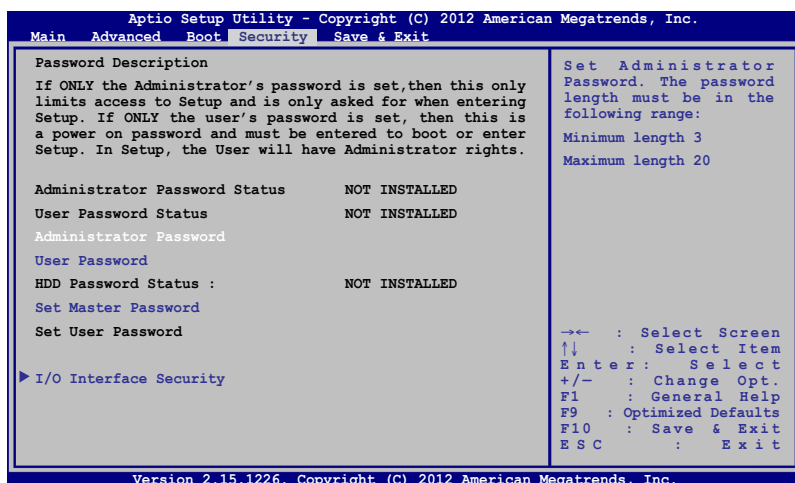 Aptio Setup Utility - Copyright (C) 2012 American Megatrends, Inc.
Main Advanced Boot Security Save & Exit
Password Description
If ONLY the Administrator's password is set,then this only
limits access to Setup and is only asked for when entering
Setup. If ONLY the user's password is set, then this is
a power on password and must be entered to boot or enter
Setup. In Setup, the User will have Administrator rights.
Administrator Password Status NOT INSTALLED
User Password Status NOT INSTALLED
Administrator Password
User Password
HDD Password Status : NOT INSTALLED
Set Master Password
Set User Password
▶ I/O Interface Security
Set Administrator
Password. The password
length must be in the
following range:
Minimum length 3
Maximum length 20
→← : Select Screen
↑↓ : Select Item
Enter: Select
+/— : Change Opt.
F1 : General Help
F9 : Optimized Defaults
F10 : Save & Exit
ESC : Exit
Version 2.15.1226. Copyright (C) 2012 American Megatrends, Inc.